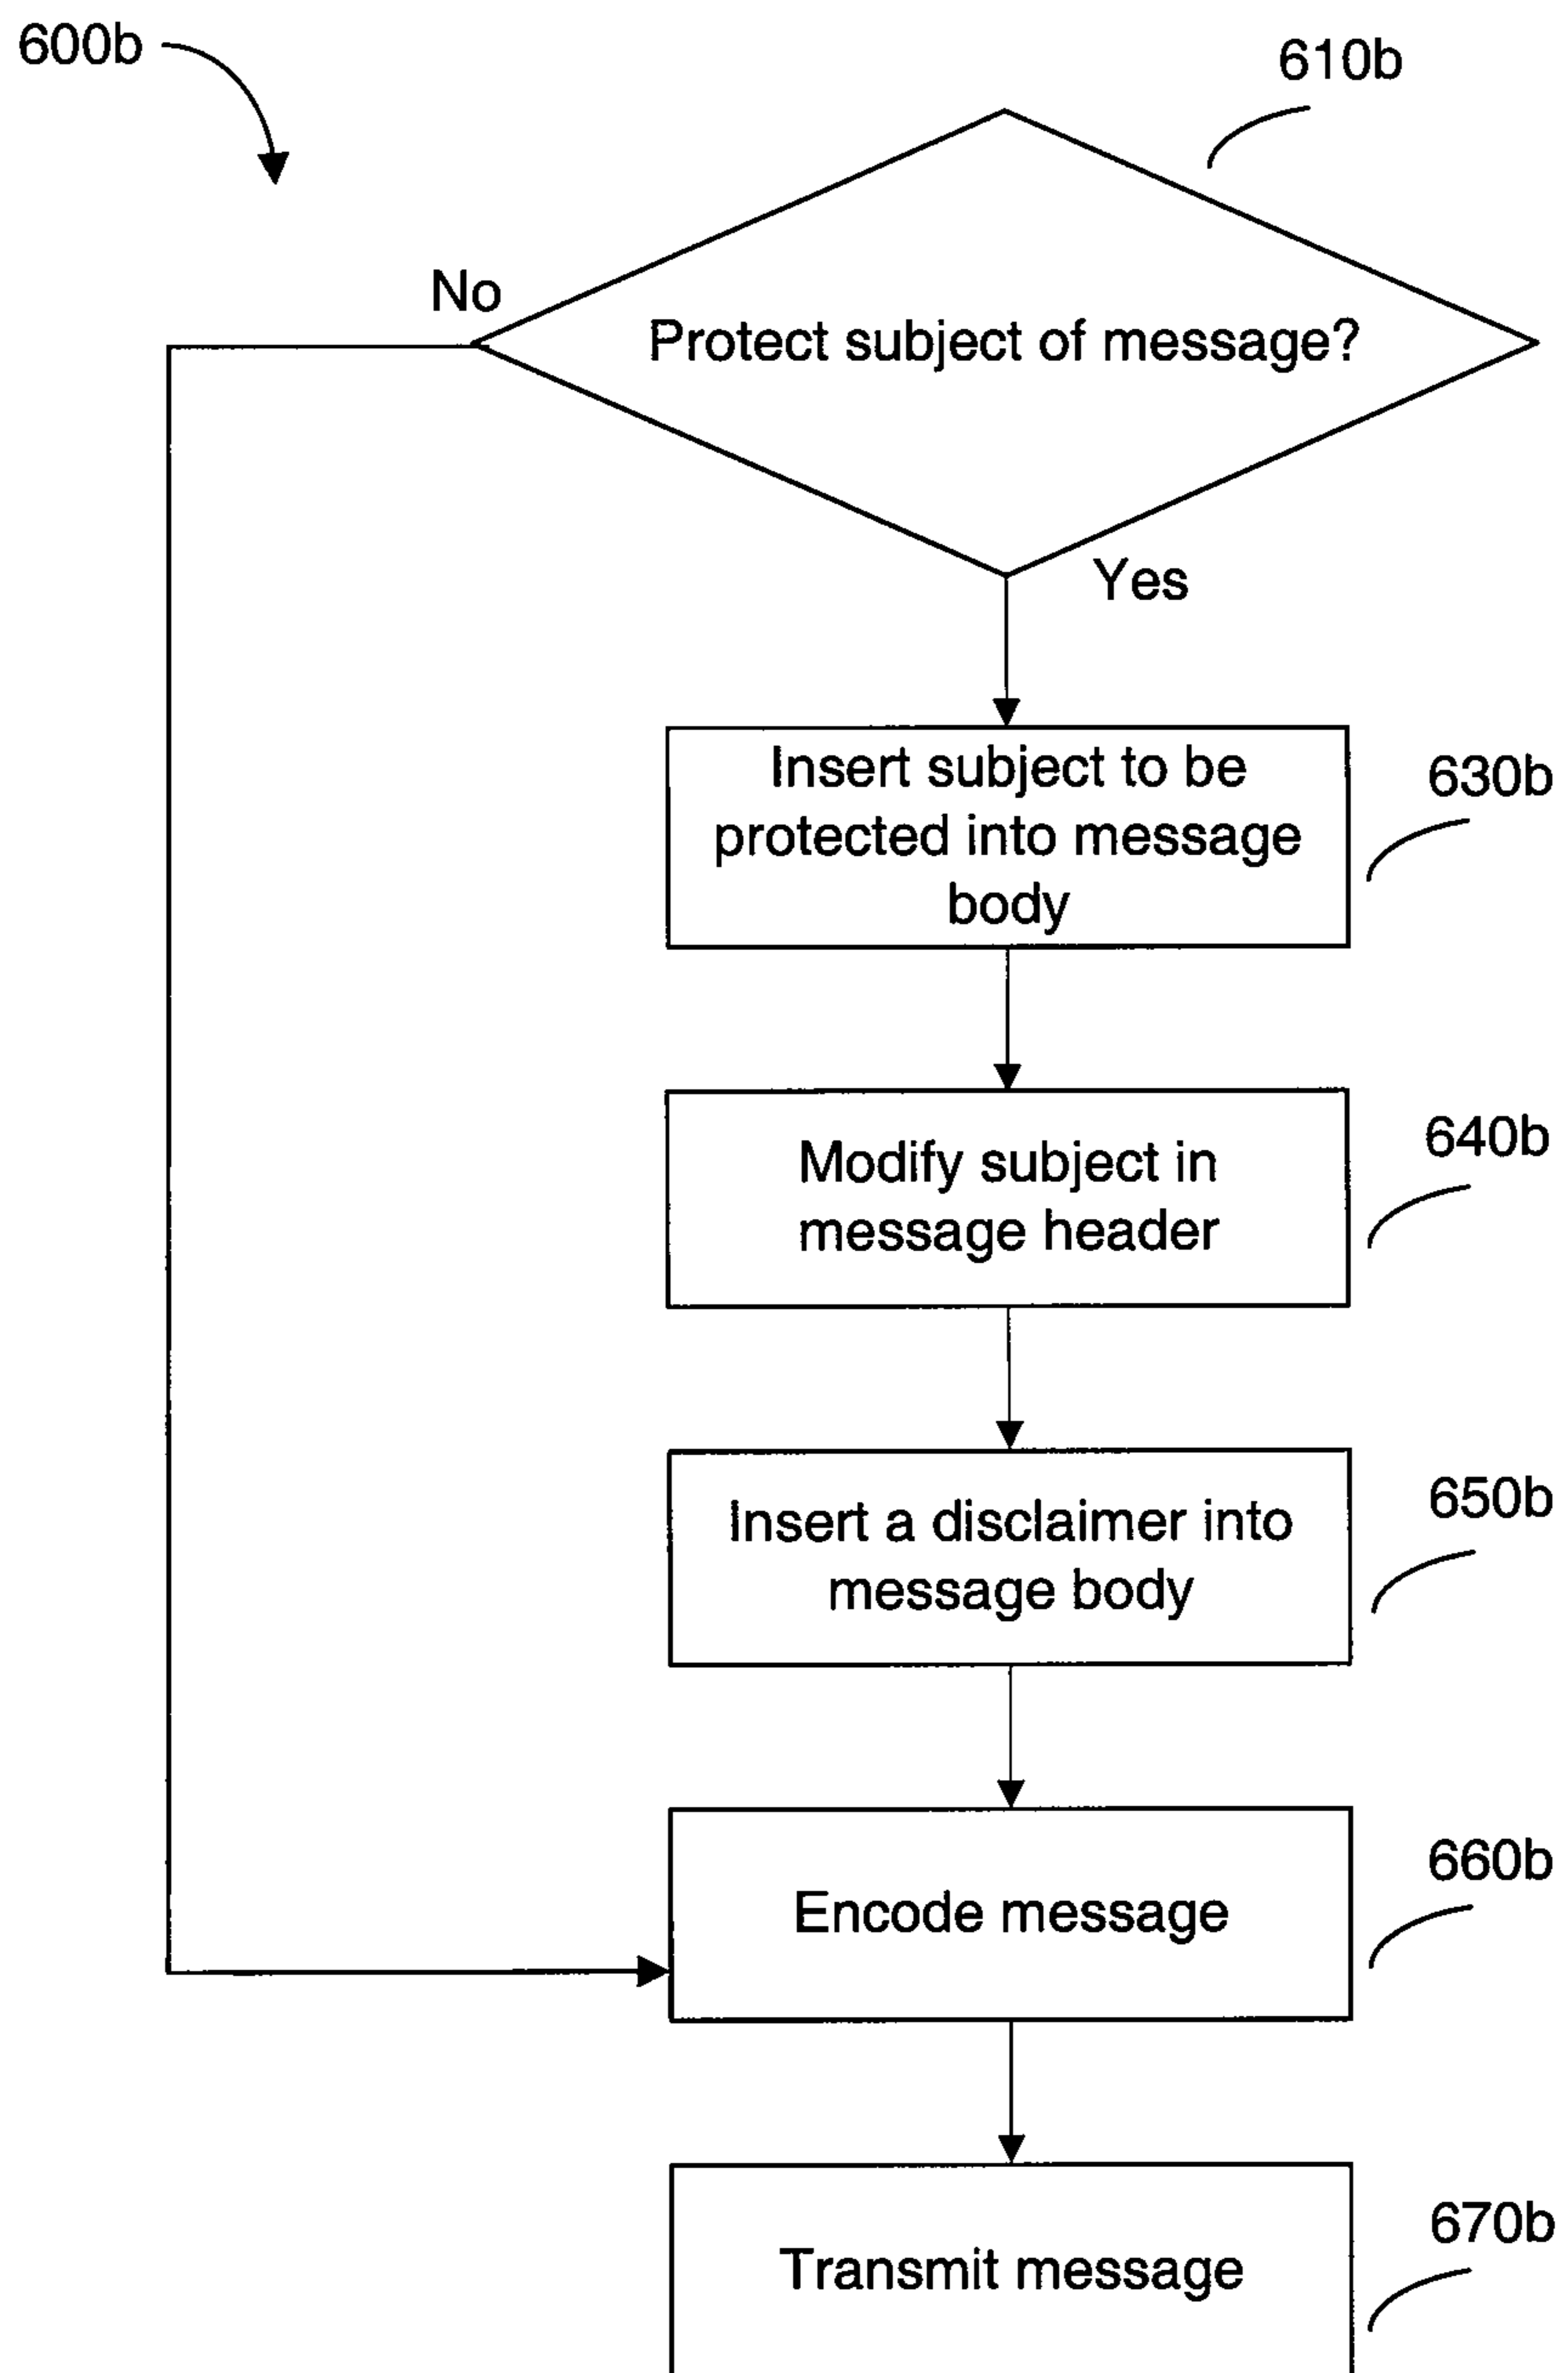 600b
610b
No
Protect subject of message?
Yes
Insert subject to be
protected into message
body
630b
Modify subject in
message header
640b
Insert a disclaimer into
message body
650b
Encode message
660b
Transmit message
670b